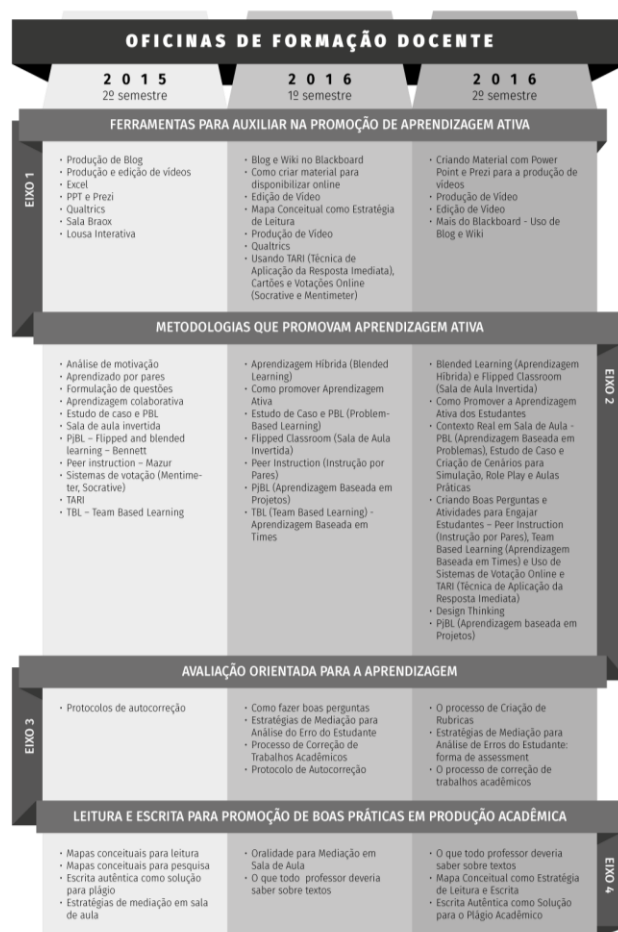 OFICINAS DE FORMAÇÃO DOCENTE
2015
2º semestre
2016
1º semestre
2016
2º semestre
EIXO 1
FERRAMENTAS PARA AUXILIAR NA PROMOÇÃO DE APRENDIZAGEM ATIVA
• Produção de Blog
• Produção e edição de vídeos
• Excel
• PPT e Prezi
• Qualtrics
• Sala Braox
• Lousa Interativa
• Blog e Wiki no Blackboard
• Como criar material para
disponibilizar online
• Edição de Vídeo
• Mapa Conceitual como Estratégia
de Leitura
• Produção de Vídeo
• Qualtrics
• Usando TARI (Técnica de
Aplicação da Resposta Imediata),
Cartões e Votações Online
(Socrative e Mentimeter)
• Criando Material com Power
Point e Prezi para a produção de
vídeos
• Produção de Vídeo
• Edição de Vídeo
• Mais do Blackboard - Uso de
Blog e Wiki
METODOLOGIAS QUE PROMOVAM APRENDIZAGEM ATIVA
EIXO 2
• Análise de motivação
• Aprendizado por pares
• Formulação de questões
• Aprendizagem colaborativa
• Estudo de caso e PBL
• Sala de aula invertida
• PjBL – Flipped and blended
learning – Bennett
• Peer instruction – Mazur
• Sistemas de votação (Mentime-
ter, Socrative)
• TARI
• TBL – Team Based Learning
• Aprendizagem Híbrida (Blended
Learning)
• Como promover Aprendizagem
Ativa
• Estudo de Caso e PBL (Problem-
Based Learning)
• Flipped Classroom (Sala de Aula
Invertida)
• Peer Instruction (Instrução por
Pares)
• PjBL (Aprendizagem Baseada em
Projetos)
• TBL (Team Based Learning) -
Aprendizagem Baseada em
Times
• Blended Learning (Aprendizagem
Híbrida) e Flipped Classroom
(Sala de Aula Invertida)
• Como Promover a Aprendizagem
Ativa dos Estudantes
• Contexto Real em Sala de Aula -
PBL (Aprendizagem Baseada em
Problemas), Estudo de Caso e
Criação de Cenários para
Simulação, Role Play e Aulas
Práticas
• Criando Boas Perguntas e
Atividades para Engajar
Estudantes – Peer Instruction
(Instrução por Pares), Team
Based Learning (Aprendizagem
Baseada em Times) e Uso de
Sistemas de Votação Online e
TARI (Técnica de Aplicação da
Resposta Imediata)
• Design Thinking
• PjBL (Aprendizagem baseada em
Projetos)
AVALIAÇÃO ORIENTADA PARA A APRENDIZAGEM
EIXO 3
• Protocolos de autocorreção
• Como fazer boas perguntas
• Estratégias de Mediação para
Análise do Erro do Estudante
• Processo de Correção de
Trabalhos Acadêmicos
• Protocolo de Autocorreção
• O processo de Criação de
Rubricas
• Estratégias de Mediação para
Análise de Erros do Estudante:
forma de assessment
• O processo de correção de
trabalhos acadêmicos
LEITURA E ESCRITA PARA PROMOÇÃO DE BOAS PRÁTICAS EM PRODUÇÃO ACADÊMICA
EIXO 4
• Mapas conceituais para leitura
• Mapas conceituais para pesquisa
• Escrita autêntica como solução
para plágio
• Estratégias de mediação em sala
de aula
• Oralidade para Mediação em
Sala de Aula
• O que todo professor deveria
saber sobre textos
• O que todo professor deveria
saber sobre textos
• Mapa Conceitual como Estratégia
de Leitura e Escrita
• Escrita Autêntica como Solução
para o Plágio Acadêmico